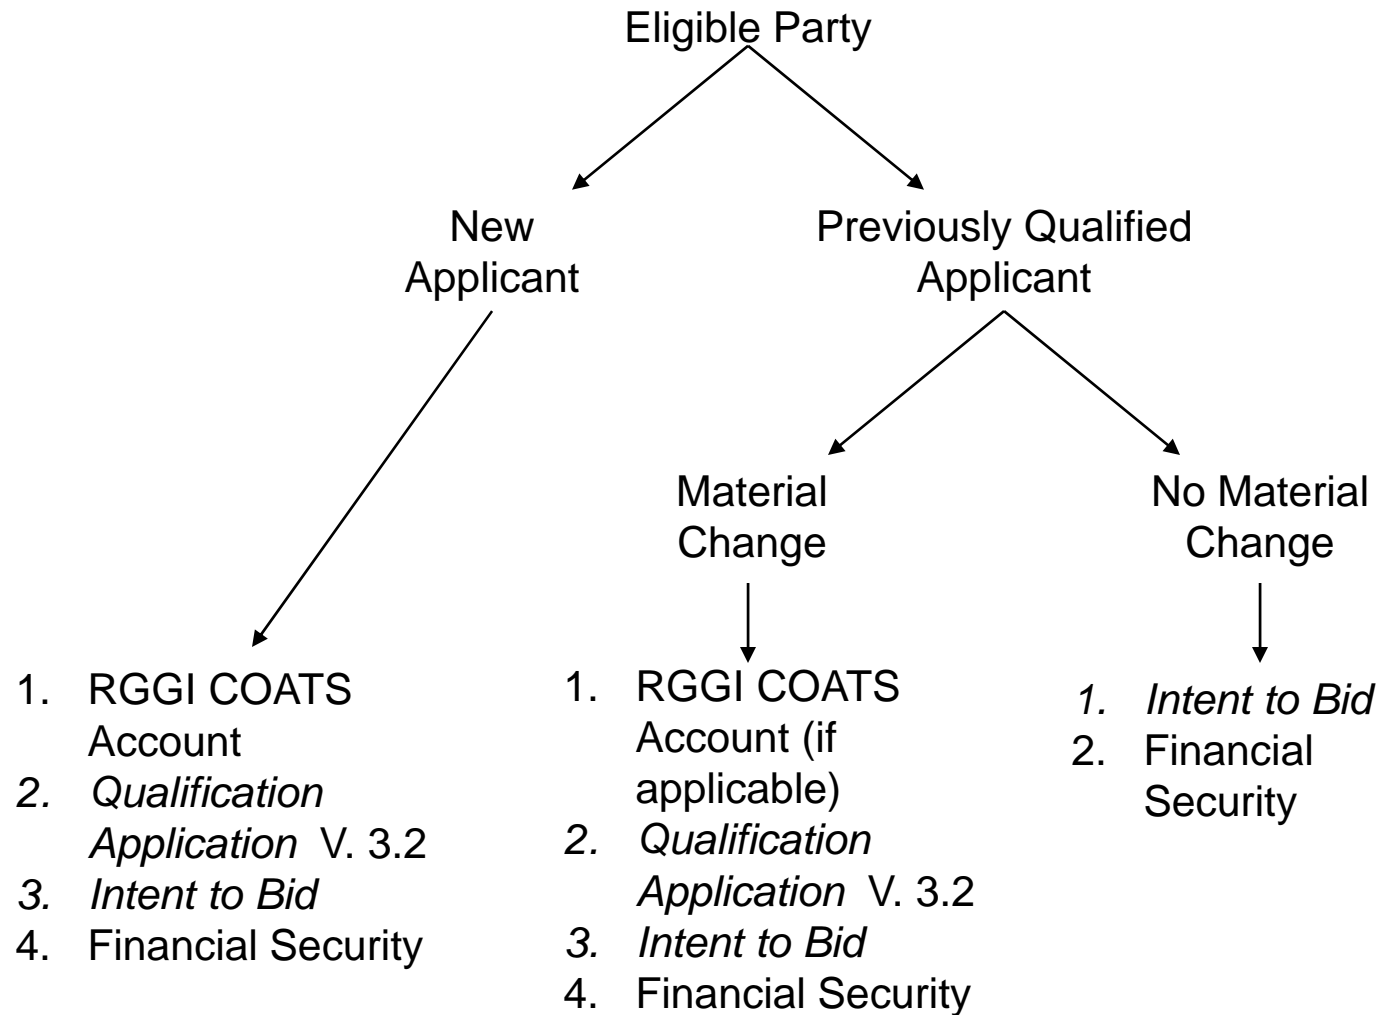 Eligible Party
New
Applicant
Previously Qualified
Applicant
Material
Change
No Material
Change
1. RGGI COATS
Account
2. Qualification
Application V. 3.2
3. Intent to Bid
4. Financial Security
1. RGGI COATS
Account (if
applicable)
2. Qualification
Application V. 3.2
3. Intent to Bid
4. Financial Security
1. Intent to Bid
2. Financial
Security